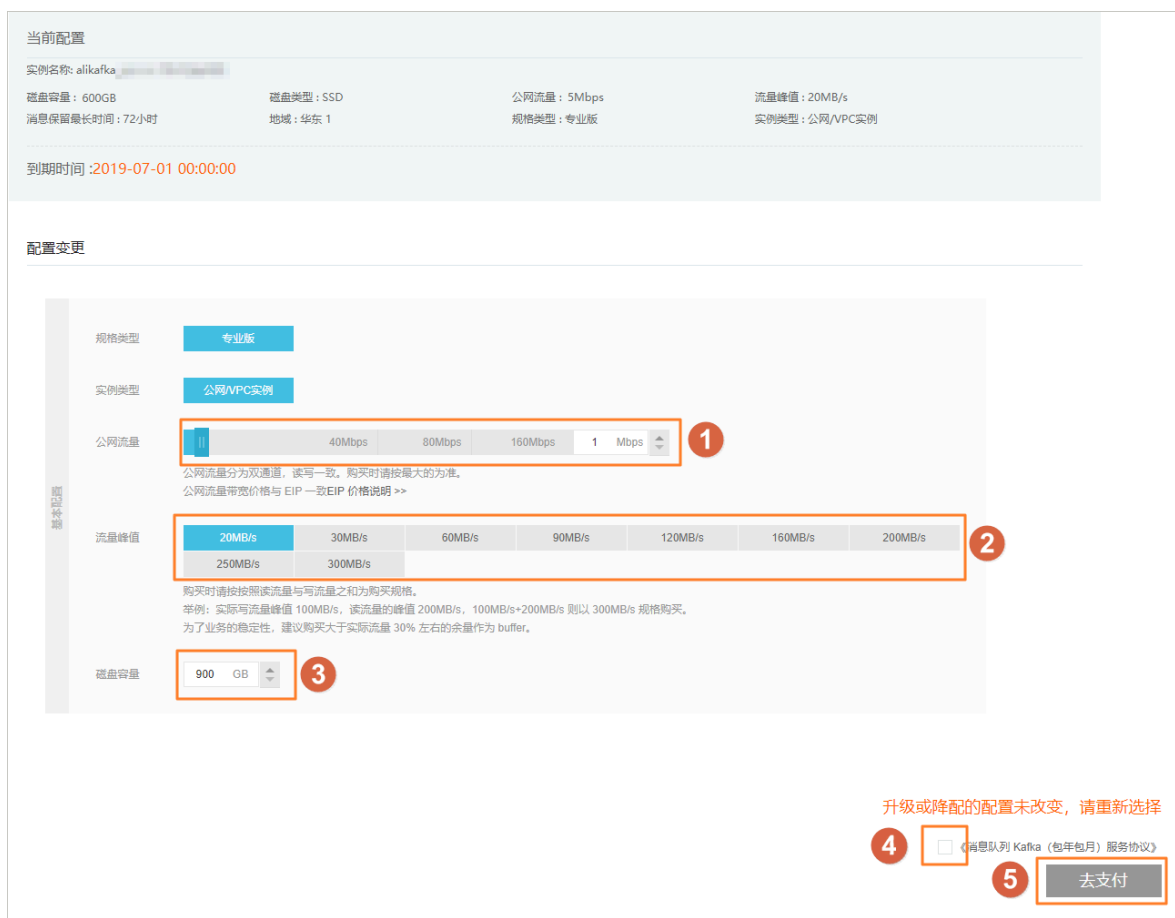 当前配置
实例名称: alikafka_
磁盘容量 : 600GB 磁盘类型 : SSD 公网流量 : 5Mbps 流量峰值 : 20MB/s
消息保留最长时间 : 72小时 地域 : 华东 1 规格类型 : 专业版 实例类型 : 公网/VPC实例
到期时间 :2019-07-01 00:00:00
配置变更
基本配置
规格类型 专业版
实例类型 公网/VPC实例
公网流量 40Mbps 80Mbps 160Mbps 1 Mbps 1
公网流量分为双通道，读写一致。购买时请按最大的为准。
公网流量带宽价格与 EIP 一致EIP 价格说明 >>
流量峰值 20MB/s 30MB/s 60MB/s 90MB/s 120MB/s 160MB/s 200MB/s 2
250MB/s 300MB/s
购买时请按按照读流量与写流量之和为购买规格。
举例：实际写流量峰值 100MB/s，读流量的峰值 200MB/s，100MB/s+200MB/s 则以 300MB/s 规格购买。
为了业务的稳定性，建议购买大于实际流量 30% 左右的余量作为 buffer。
磁盘容量 900 GB 3
升级或降配的配置未改变，请重新选择
4 《消息队列 Kafka（包年包月）服务协议》
5 去支付